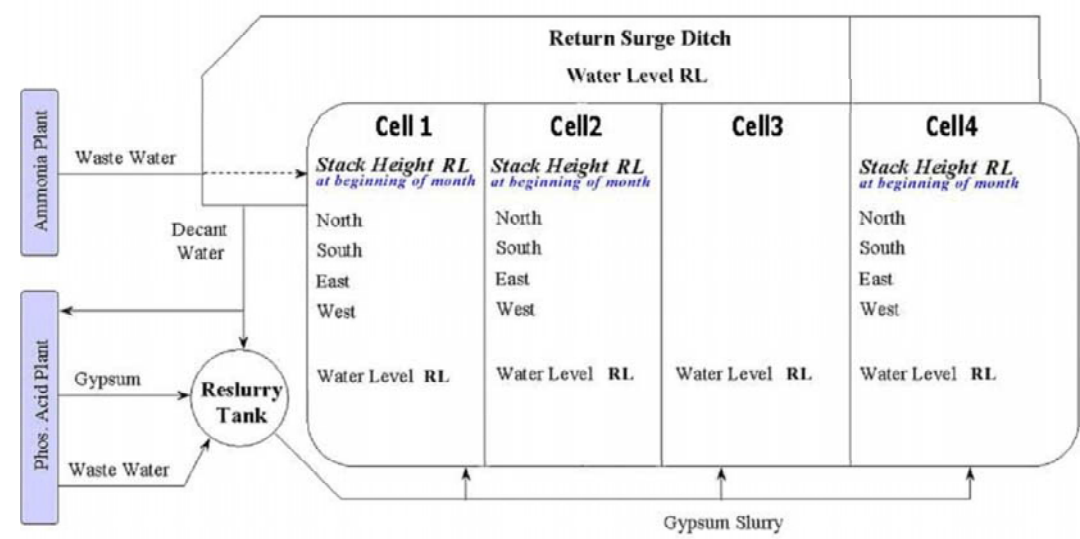 Return Surge Ditch
Water Level RL
Ammonia Plant
Waste Water
Decant
Water
Phos. Acid Plant
Gypsum
Waste Water
Reslurry
Tank
Cell 1
Stack Height RL
at beginning of month
North
South
East
West
Water Level RL
Cell2
Stack Height RL
at beginning of month
North
South
East
West
Water Level RL
Cell3
Water Level RL
Cell4
Stack Height RL
at beginning of month
North
South
East
West
Water Level RL
Gypsum Slurry